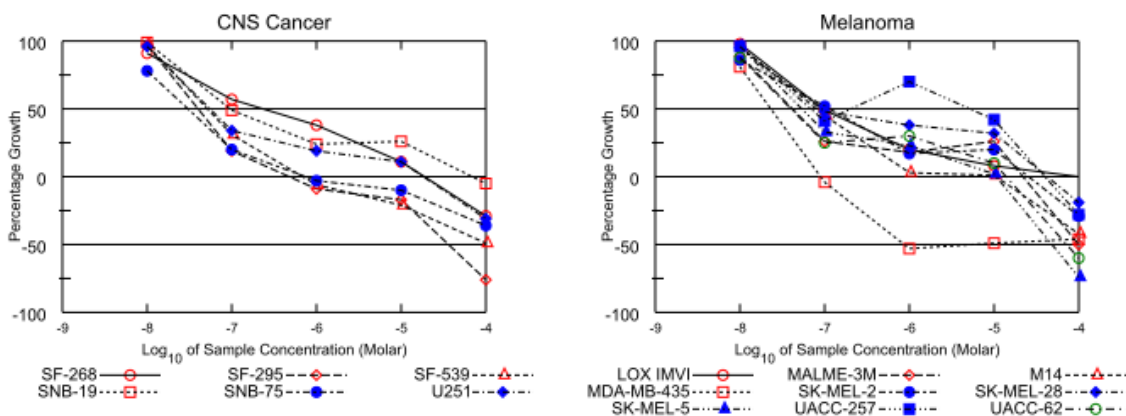 CNS Cancer
100
50
0
-50
-100
Percentage Growth
-9 -8 -7 -6 -5 -4
Log10 of Sample Concentration (Molar)
SF-268 SF-295 SF-539
SNB-19 SNB-75 U251
Melanoma
100
50
0
-50
-100
Percentage Growth
-9 -8 -7 -6 -5 -4
Log10 of Sample Concentration (Molar)
LOX IMVI MALME-3M M14
MDA-MB-435 SK-MEL-2 SK-MEL-28
SK-MEL-5 UACC-257 UACC-62